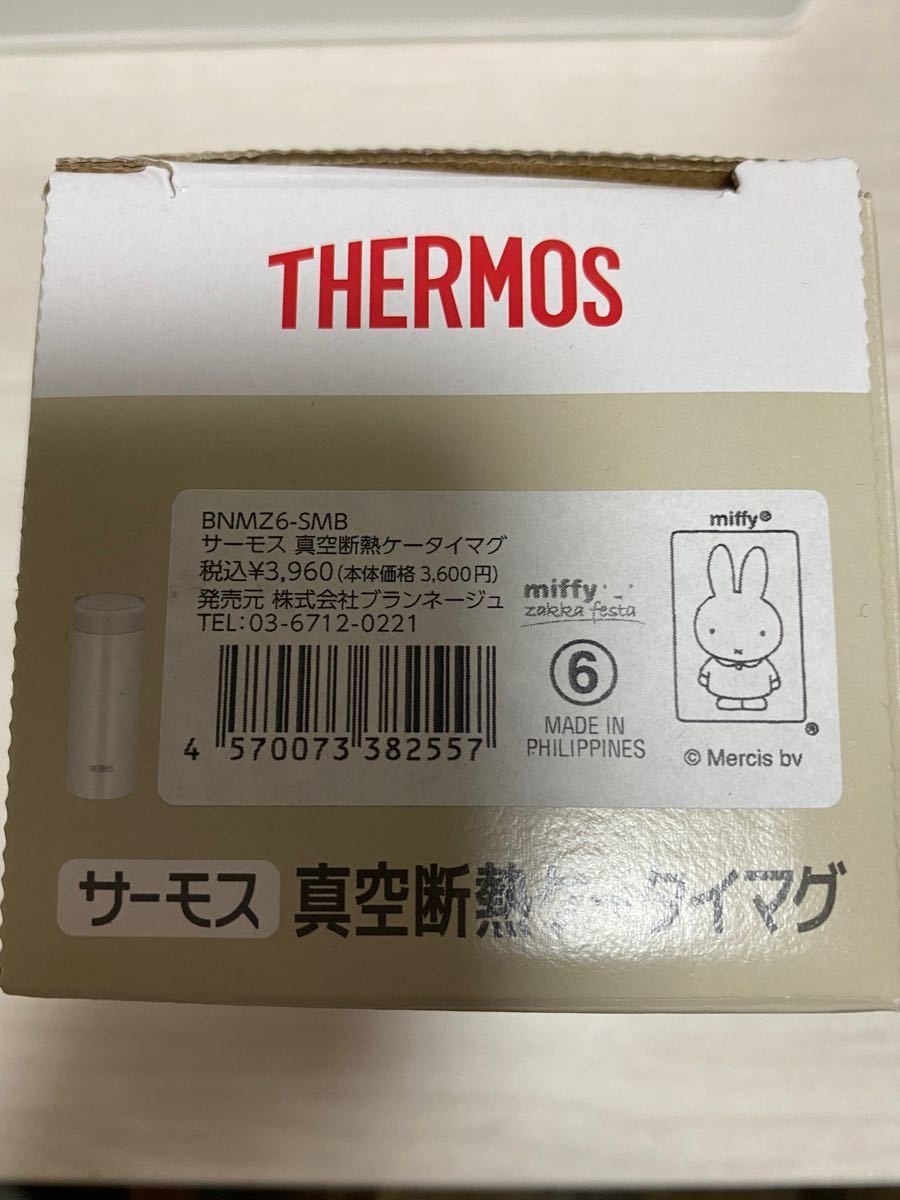 THERMOS
BNMZ6-SMB
サーモス 真空断熱ケータイマグ
税込¥3,960(本体価格 3,600円)
発売元 株式会社ブランネージュ
TEL:03-6712-0221
4 570073 382557
miffy
zakka festa
6
MADE IN
PHILIPPINES
miffy®
®
© Mercis bv
THERMOS
サーモス 真空断熱ケータイマグ